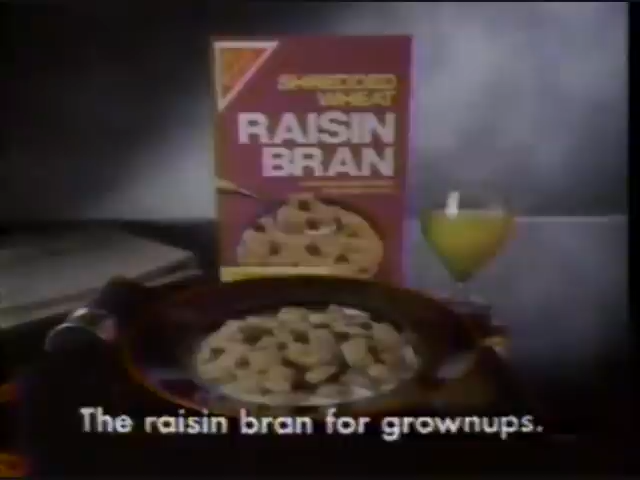 SHREDDED
WHEAT
RAISIN
BRAN
The raisin bran for grownups.